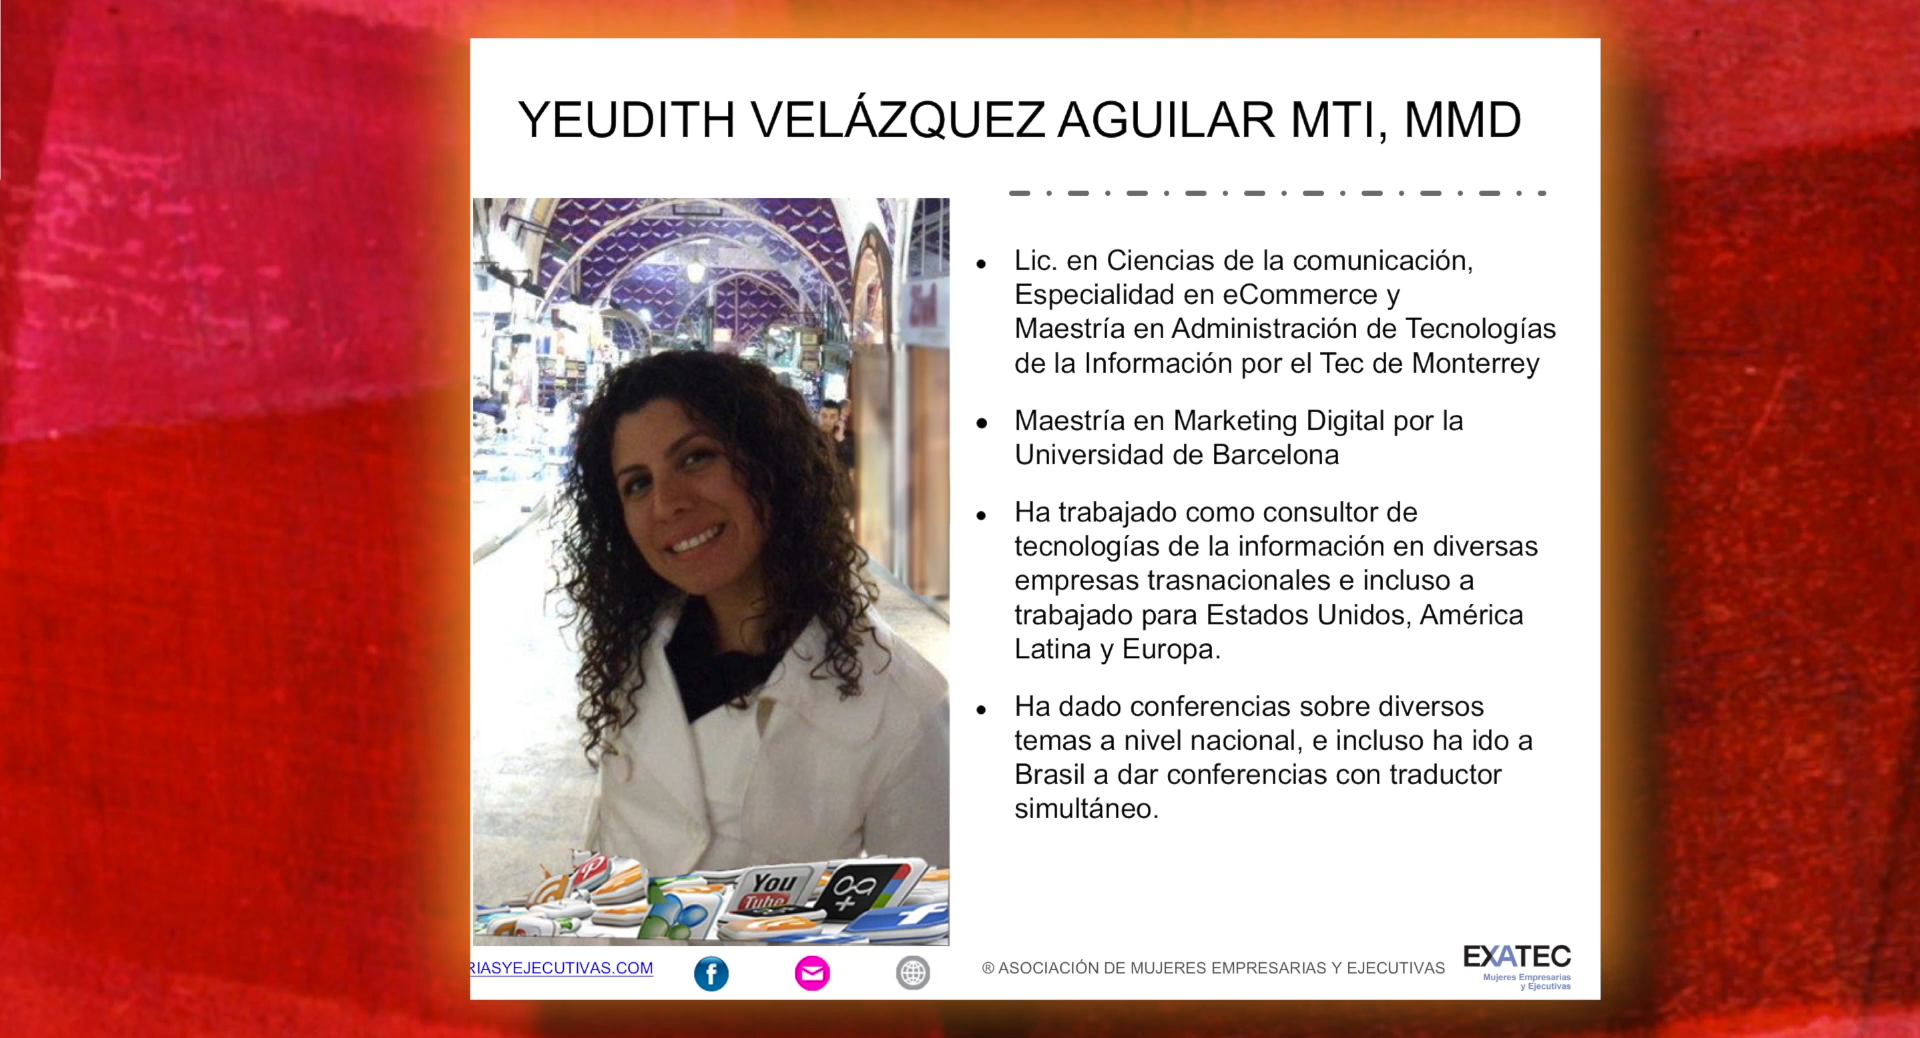 YEUDITH VELÁZQUEZ AGUILAR MTI, MMD
Lic. en Ciencias de la comunicación,
Especialidad en eCommerce y
Maestría en Administración de Tecnologías
de la Información por el Tec de Monterrey
Maestría en Marketing Digital por la
Universidad de Barcelona
Ha trabajado como consultor de
tecnologías de la información en diversas
empresas trasnacionales e incluso a
trabajado para Estados Unidos, América
Latina y Europa.
Ha dado conferencias sobre diversos
temas a nivel nacional, e incluso ha ido a
Brasil a dar conferencias con traductor
simultáneo.
You
Tube
RIASYEJECUTIVAS.COM
® ASOCIACIÓN DE MUJERES EMPRESARIAS Y EJECUTIVAS
EXATEC
Mujeres Empresarias
y Ejecutivas